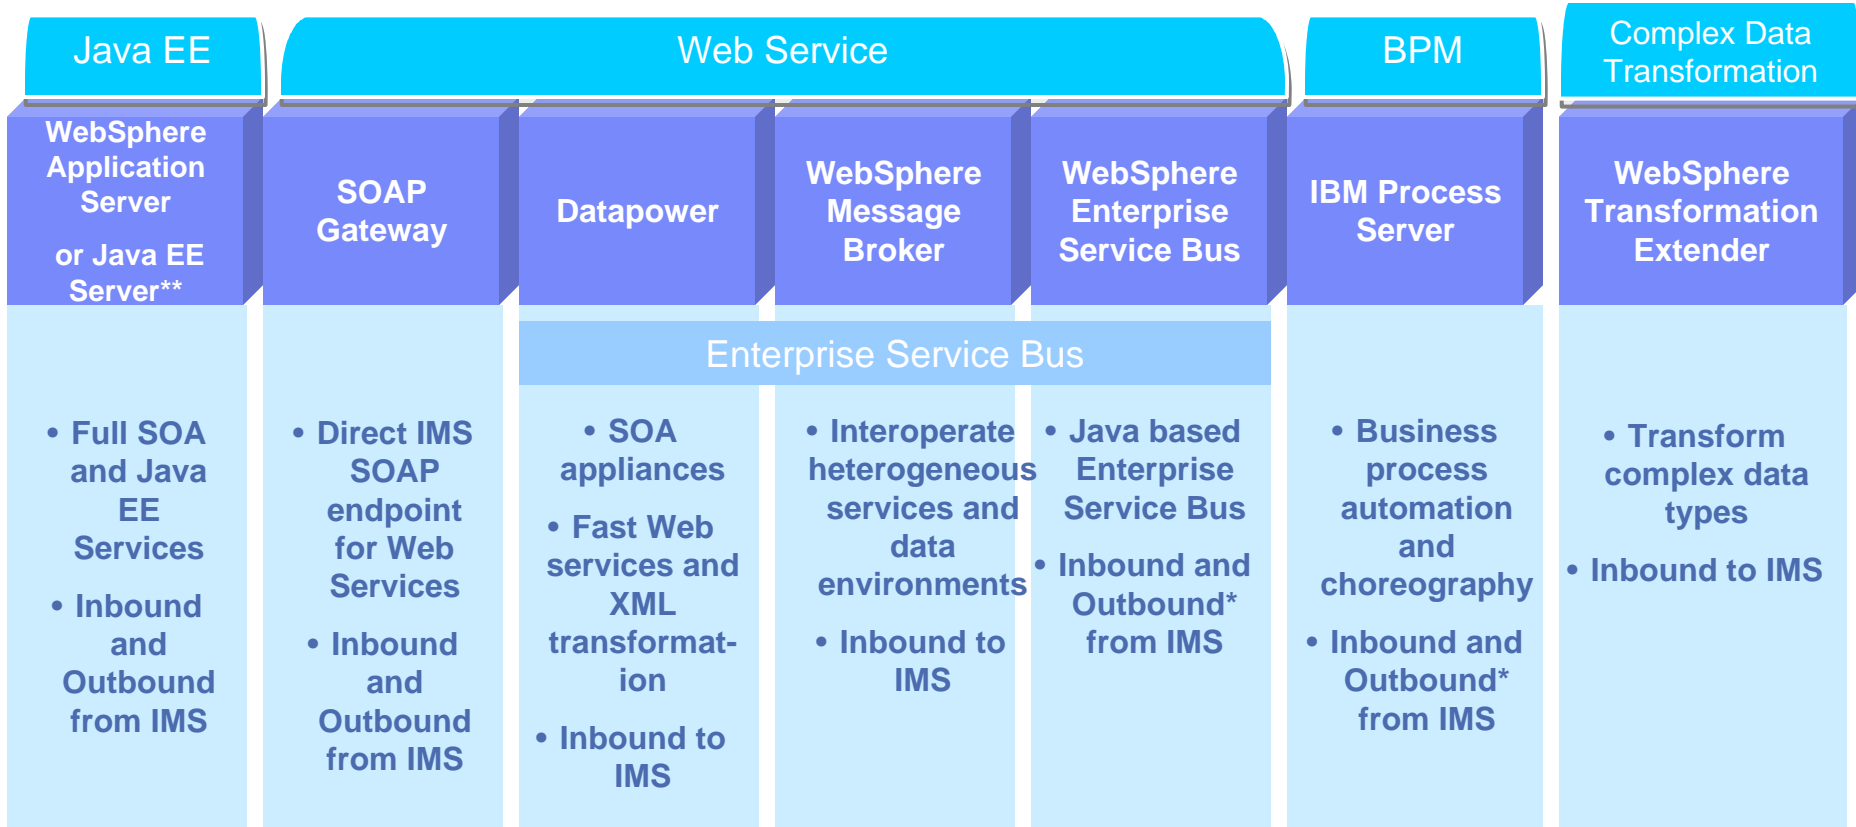 Java EE
Web Service
BPM
Complex Data
Transformation
WebSphere
Application
Server
or Java EE
Server**
SOAP
Gateway
Datapower
WebSphere
Message
Broker
WebSphere
Enterprise
Service Bus
IBM Process
Server
WebSphere
Transformation
Extender
Enterprise Service Bus
• Full SOA
and Java
EE
Services
• Inbound
and
Outbound
from IMS
• Direct IMS
SOAP
endpoint
for Web
Services
• Inbound
and
Outbound
from IMS
• SOA
appliances
• Fast Web
services and
XML
transformat-
ion
• Inbound to
IMS
• Interoperate
heterogeneous
services and
data
environments
• Inbound to
IMS
• Java based
Enterprise
Service Bus
• Inbound and
Outbound*
from IMS
• Business
process
automation
and
choreography
• Inbound and
Outbound*
from IMS
• Transform
complex data
types
• Inbound to IMS